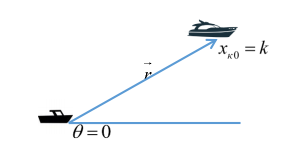 r⃗
x_{κ0} = k
θ = 0